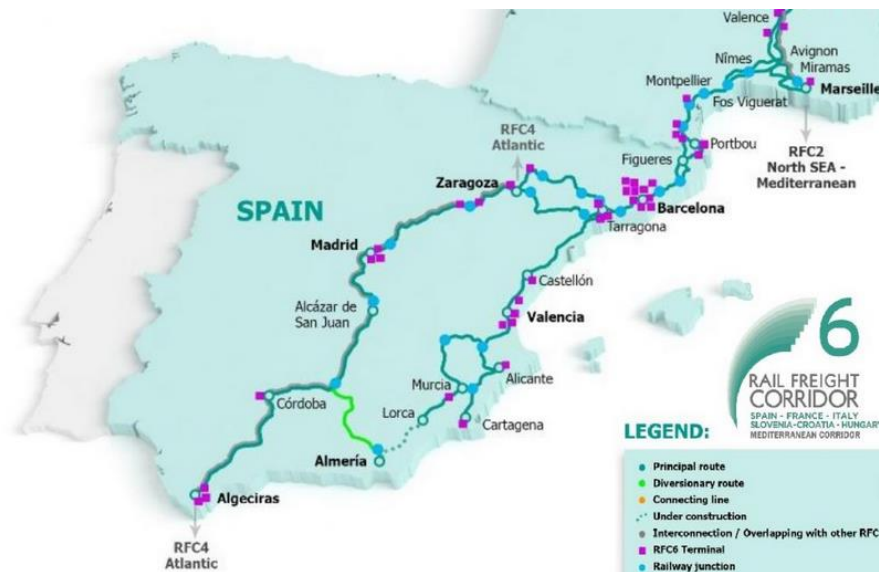 Valence
Avignon
Nîmes
Miramas
Montpellier
Marseille
Fos Viguerat
Portbou
RFC4
Atlantic
RFC2
North SEA -
Mediterranean
Figueres
Zaragoza
SPAIN
Barcelona
Tarragona
Madrid
Castellón
Alcázar de
San Juan
Valencia
6
Murcia
Alicante
RAIL FREIGHT
CORRIDOR
SPAIN - FRANCE - ITALY
SLOVENIA-CROATIA - HUNGARY
MEDITERRANEAN CORRIDOR
Córdoba
Lorca
Cartagena
LEGEND:
Almería
Principal route
Diversionary route
Algeciras
Connecting line
Under construction
Interconnection / Overlapping with other RFC
RFC4
Atlantic
RFC6 Terminal
Railway junction